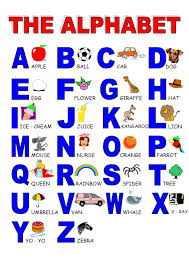 THE ALPHABET
A B C D
APPLE BALL CAR DOG
E F G H
EGG FLOWER GIRAFFE HAT
I J K L
ICE - CREAM JUICE KANGAROO LION
M N O P
MOUSE NURSE ORANGE PARROT
Q R S T
QUEEN RAINBOW SPIDER TREE
U V W X
UMBRELLA VAN WHALE X - RAY
Y Z
YO - YO ZEBRA